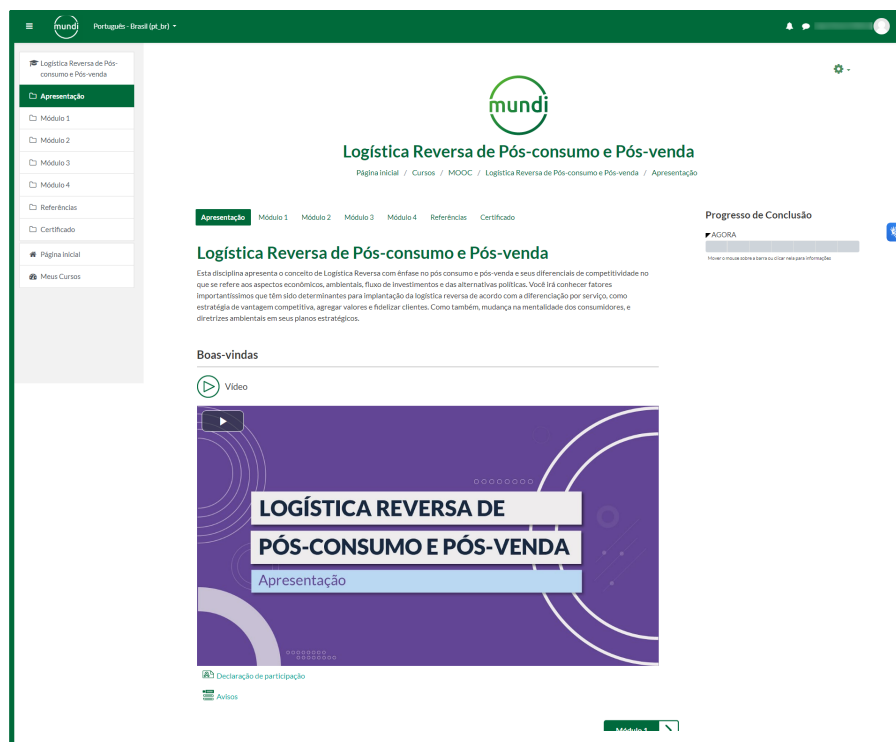 mundi
Português - Brasil (pt_br)
Logística Reversa de Pós-
consumo e Pós-venda
Apresentação
Módulo 1
Módulo 2
Módulo 3
Módulo 4
Referências
Certificado
Página inicial
Meus Cursos
mundi
Logística Reversa de Pós-consumo e Pós-venda
Página inicial / Cursos / MOOC / Logística Reversa de Pós-consumo e Pós-venda / Apresentação
Apresentação Módulo 1 Módulo 2 Módulo 3 Módulo 4 Referências Certificado
Logística Reversa de Pós-consumo e Pós-venda
Esta disciplina apresenta o conceito de Logística Reversa com ênfase no pós consumo e pós-venda e seus diferenciais de competitividade no
que se refere aos aspectos econômicos, ambientais, fluxo de investimentos e das alternativas políticas. Você irá conhecer fatores
importantíssimos que têm sido determinantes para implantação da logística reversa de acordo com a diferenciação por serviço, como
estratégia de vantagem competitiva, agregar valores e fidelizar clientes. Como também, mudança na mentalidade dos consumidores, e
diretrizes ambientais em seus planos estratégicos.
Boas-vindas
Vídeo
LOGÍSTICA REVERSA DE
PÓS-CONSUMO E PÓS-VENDA
Apresentação
Declaração de participação
Avisos
Módulo 1
Progresso de Conclusão
AGORA
Mover o mouse sobre a barra ou clicar nela para informações